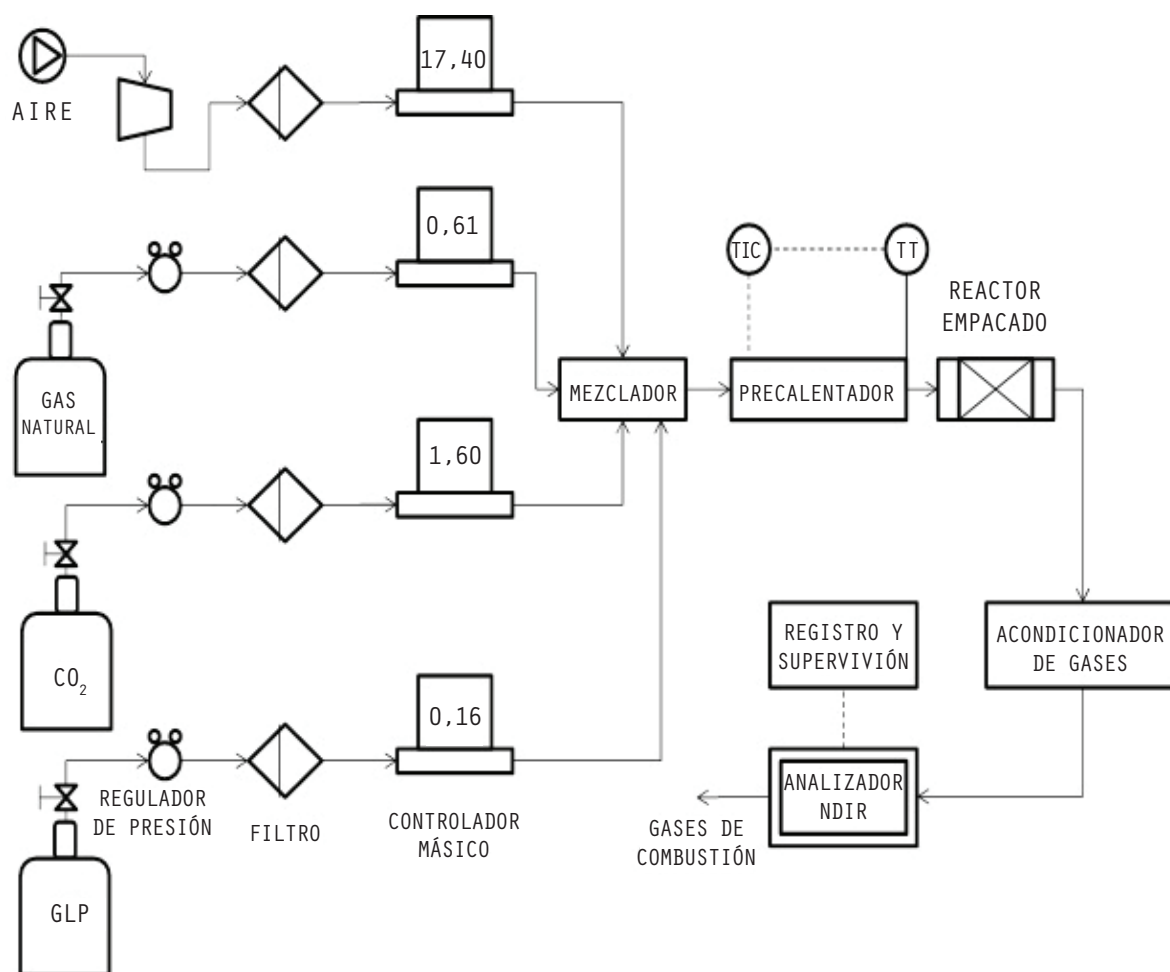 17,40
AIRE
0,61
TIC
TT
REACTOR
EMPACADO
GAS
NATURAL
MEZCLADOR
PRECALENTADOR
1,60
CO₂
REGISTRO Y
SUPERVIVIÓN
ACONDICIONADOR
DE GASES
0,16
REGULADOR
DE PRESIÓN
FILTRO
CONTROLADOR
MÁSICO
ANALIZADOR
NDIR
GASES DE
COMBUSTIÓN
GLP